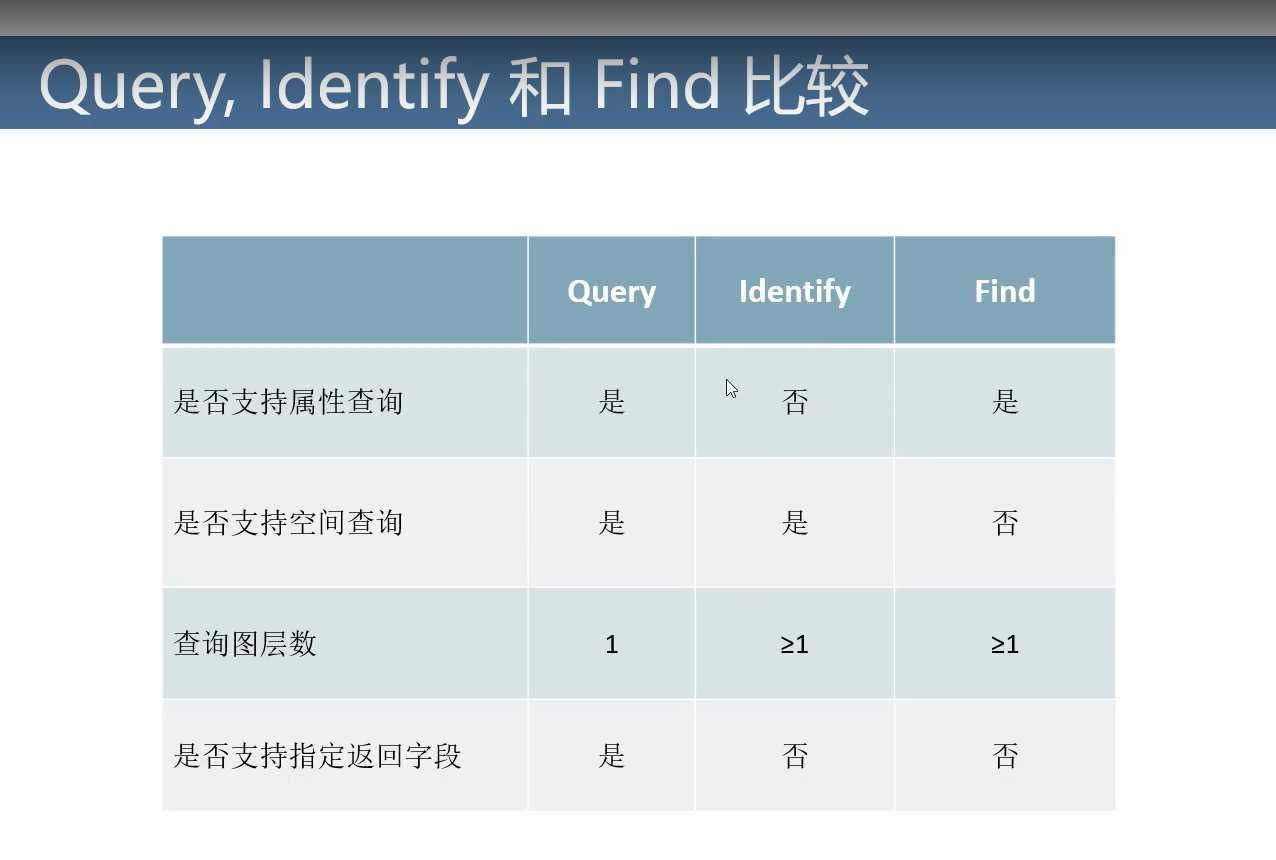 Query, Identify 和 Find 比较
Query Identify Find
是否支持属性查询 是 否 是
是否支持空间查询 是 是 否
查询图层数 1 ≥1 ≥1
是否支持指定返回字段 是 否 否